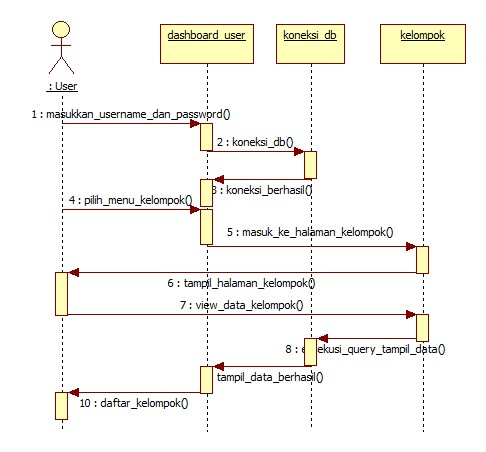 dashboard_user
koneksi_db
kelompok
: User
1 : masukkan_username_dan_password()
2 : koneksi_db()
3 : koneksi_berhasil()
4 : pilih_menu_kelompok()
5 : masuk_ke_halaman_kelompok()
6 : tampil_halaman_kelompok()
7 : view_data_kelompok()
8 : eksekusi_query_tampil_data()
tampil_data_berhasil()
10 : daftar_kelompok()